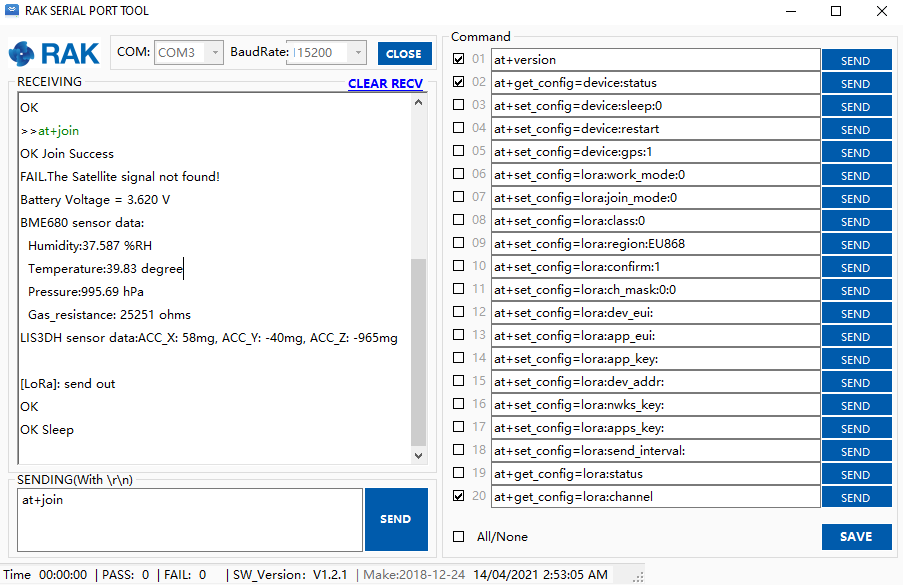 RAK SERIAL PORT TOOL
RAK
COM: COM3 BaudRate: 115200 CLOSE
RECEIVING CLEAR RECV
OK
>>at+join
OK Join Success
FAIL.The Satellite signal not found!
Battery Voltage = 3.620 V
BME680 sensor data:
Humidity:37.587 %RH
Temperature:39.83 degree
Pressure:995.69 hPa
Gas_resistance: 25251 ohms
LIS3DH sensor data:ACC_X: 58mg, ACC_Y: -40mg, ACC_Z: -965mg
[LoRa]: send out
OK
OK Sleep
SENDING(With \r\n)
at+join
SEND
Command
01 at+version SEND
02 at+get_config=device:status SEND
03 at+set_config=device:sleep:0 SEND
04 at+set_config=device:restart SEND
05 at+set_config=device:gps:1 SEND
06 at+set_config=lora:work_mode:0 SEND
07 at+set_config=lora:join_mode:0 SEND
08 at+set_config=lora:class:0 SEND
09 at+set_config=lora:region:EU868 SEND
10 at+set_config=lora:confirm:1 SEND
11 at+set_config=lora:ch_mask:0:0 SEND
12 at+set_config=lora:dev_eui: SEND
13 at+set_config=lora:app_eui: SEND
14 at+set_config=lora:app_key: SEND
15 at+set_config=lora:dev_addr: SEND
16 at+set_config=lora:nwks_key: SEND
17 at+set_config=lora:apps_key: SEND
18 at+set_config=lora:send_interval: SEND
19 at+get_config=lora:status SEND
20 at+get_config=lora:channel SEND
All/None SAVE
Time 00:00:00 | PASS: 0 | FAIL: 0 | SW_Version: V1.2.1 | Make:2018-12-24 14/04/2021 2:53:05 AM